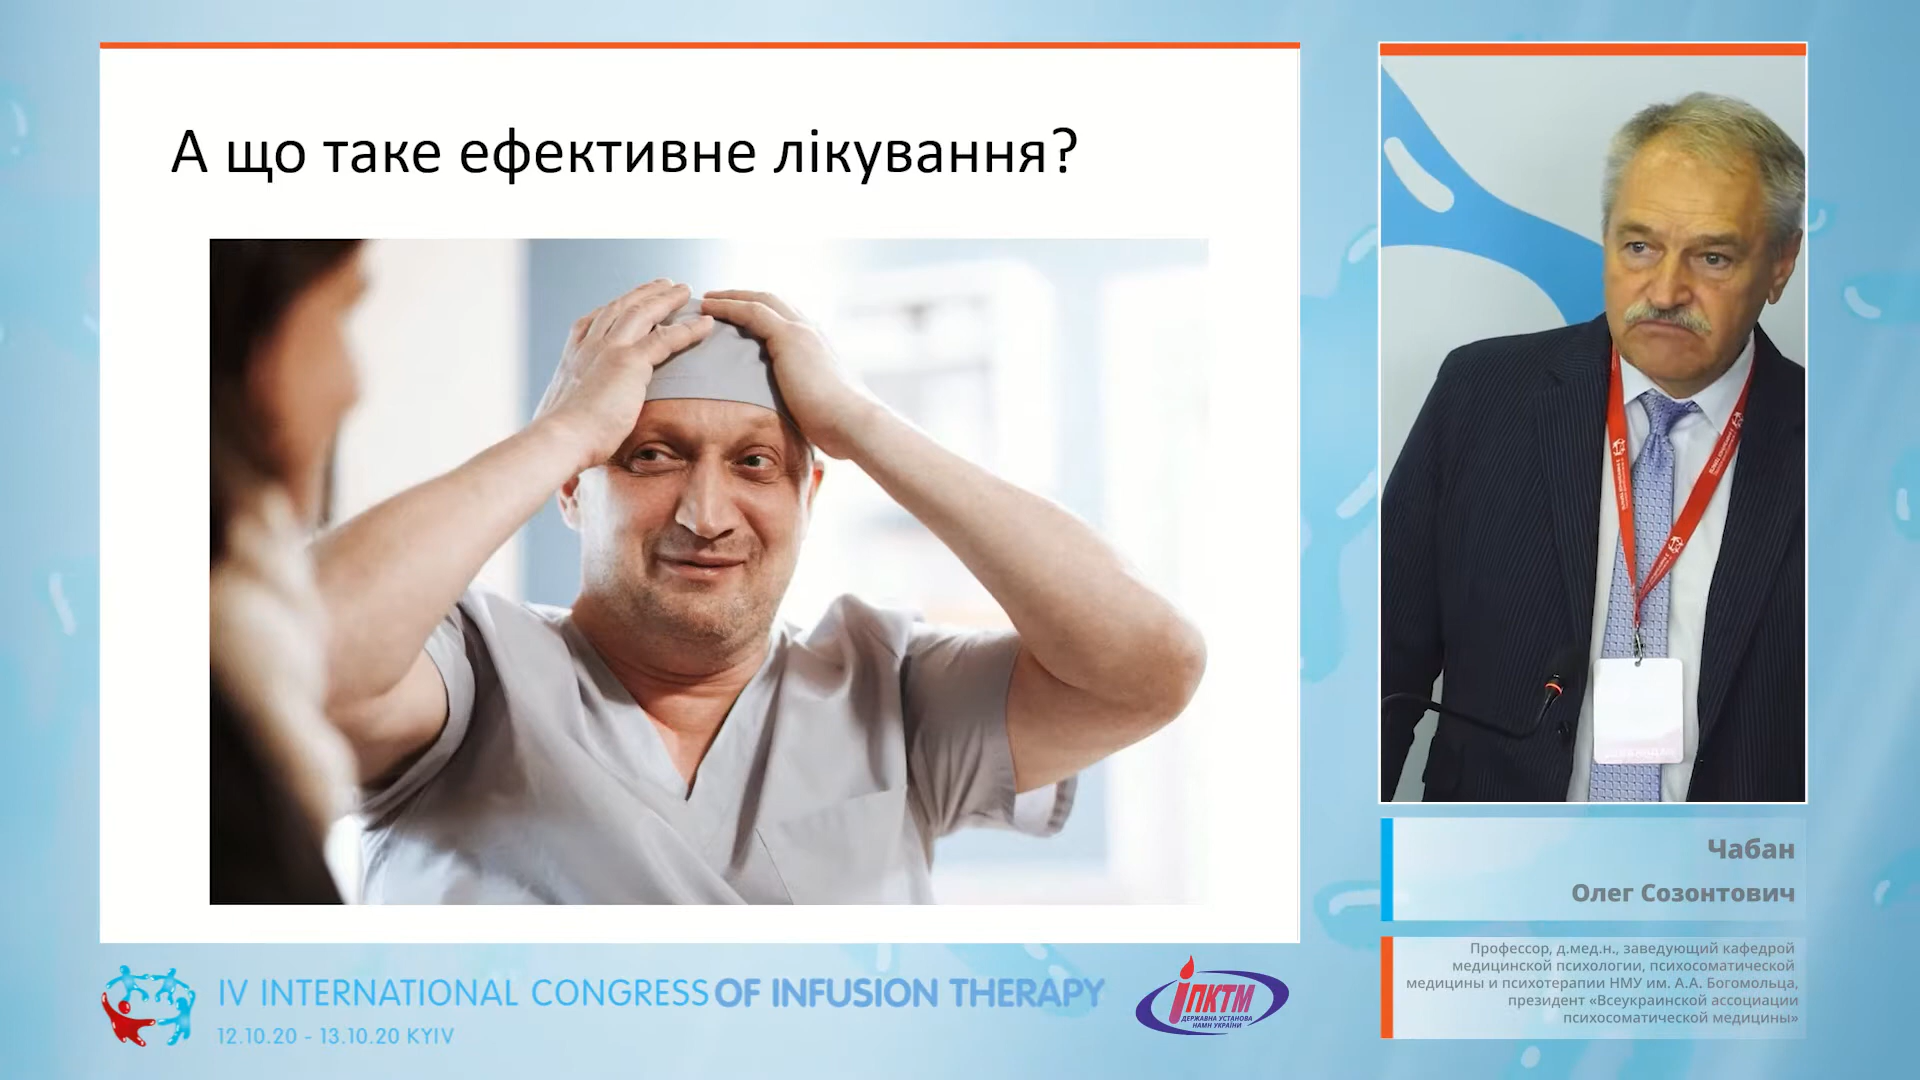 А що таке ефективне лікування?
Чабан
Олег Созонтович
Профессор, д.мед.н., заведующий кафедрой
медицинской психологии, психосоматической
медицины и психотерапии НМУ им. А.А. Богомольца,
президент «Всеукраинской ассоциации
психосоматической медицины»
IV INTERNATIONAL CONGRESS OF INFUSION THERAPY
12.10.20 - 13.10.20 KYIV
ІПКТМ
ДЕРЖАВНА УСТАНОВА
НАМН УКРАЇНИ